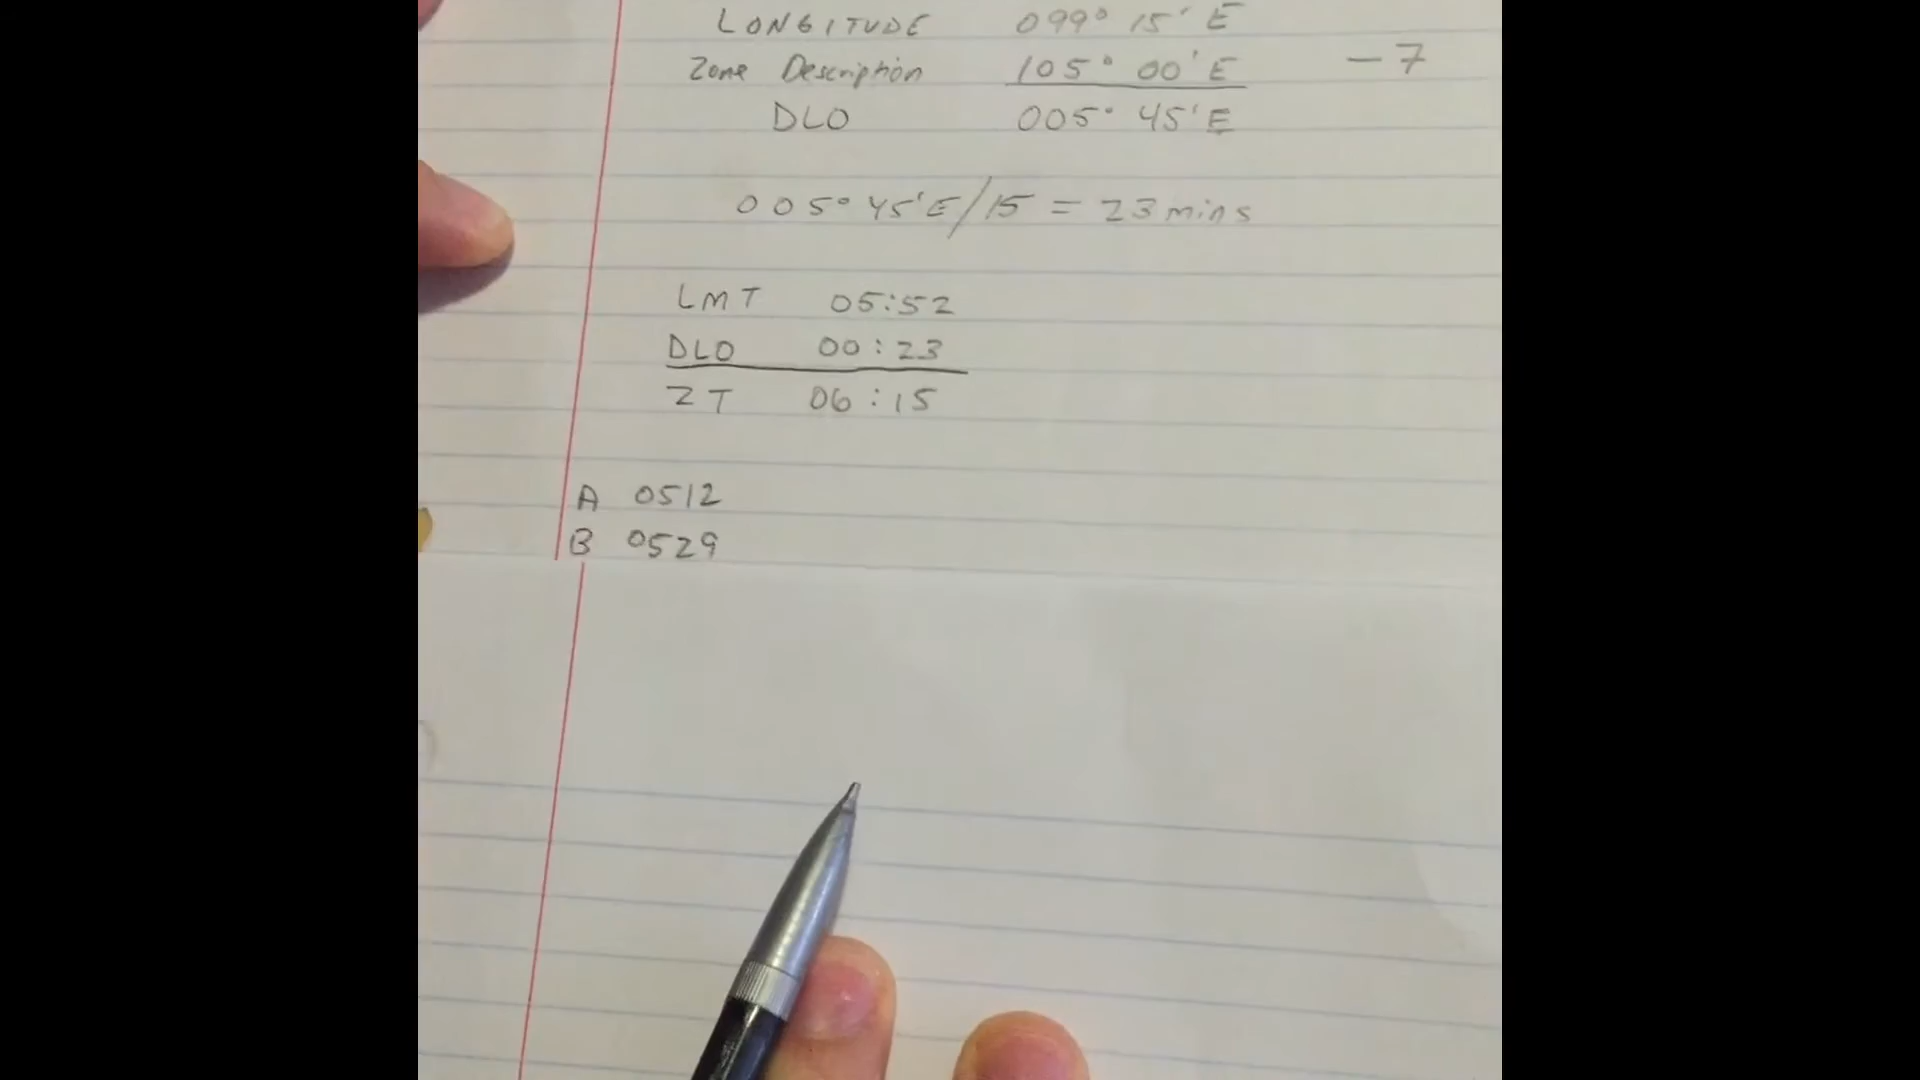 LONGITUDE 099° 15' E
Zone Description 105° 00' E -7
DLO 005° 45' E
005° 45' E/15 = 23 mins
LMT 05:52
DLO 00:23
ZT 06:15
A 0512
B 0529